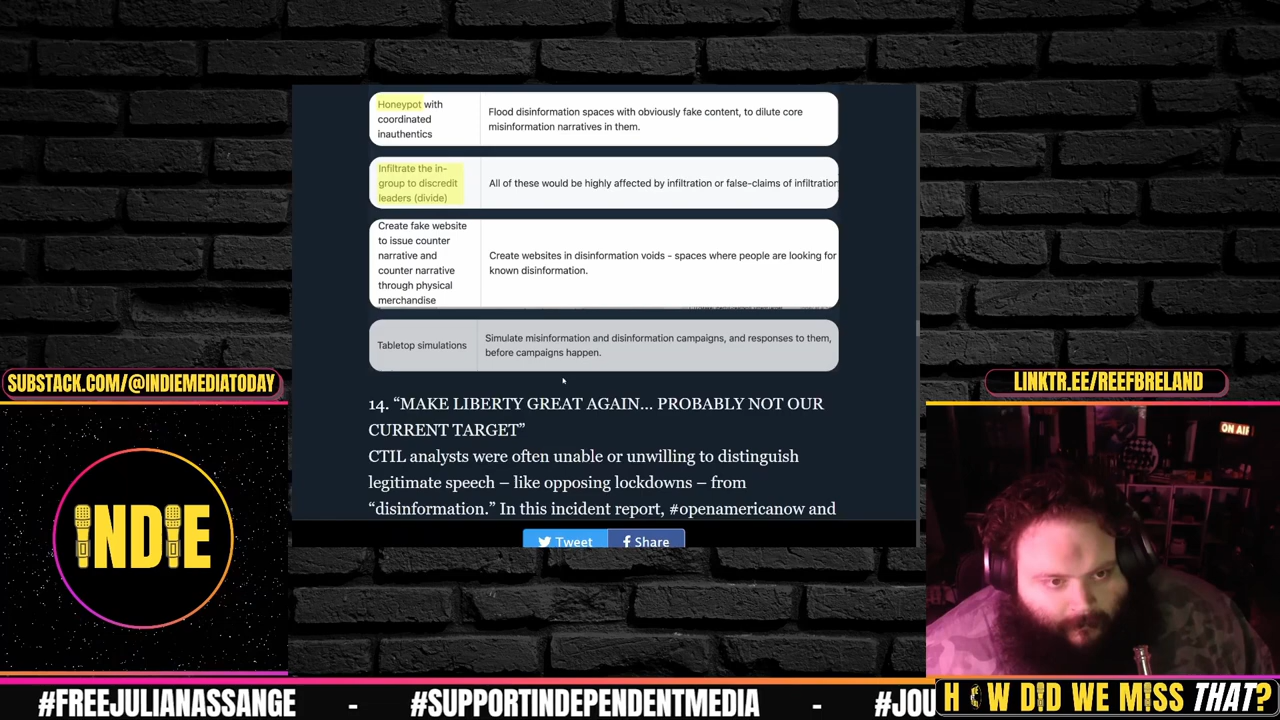 Honeypot with
coordinated
inauthentics
Flood disinformation spaces with obviously fake content, to dilute core
misinformation narratives in them.
Infiltrate the in-
group to discredit
leaders (divide)
All of these would be highly affected by infiltration or false-claims of infiltration
Create fake website
to issue counter
narrative and
counter narrative
through physical
merchandise
Create websites in disinformation voids - spaces where people are looking for
known disinformation.
Tabletop simulations
Simulate misinformation and disinformation campaigns, and responses to them,
before campaigns happen.
14. “MAKE LIBERTY GREAT AGAIN... PROBABLY NOT OUR
CURRENT TARGET”
CTIL analysts were often unable or unwilling to distinguish
legitimate speech – like opposing lockdowns – from
“disinformation.” In this incident report, #openamericanow and
Tweet
Share
SUBSTACK.COM/@INDIEMEDIATODAY
LINKTR.EE/REEFBRELAND
INDIE
ON AIR
#FREEJULIANASSANGE - #SUPPORTINDEPENDENTMEDIA - #JOU
HOW DID WE MISS THAT?